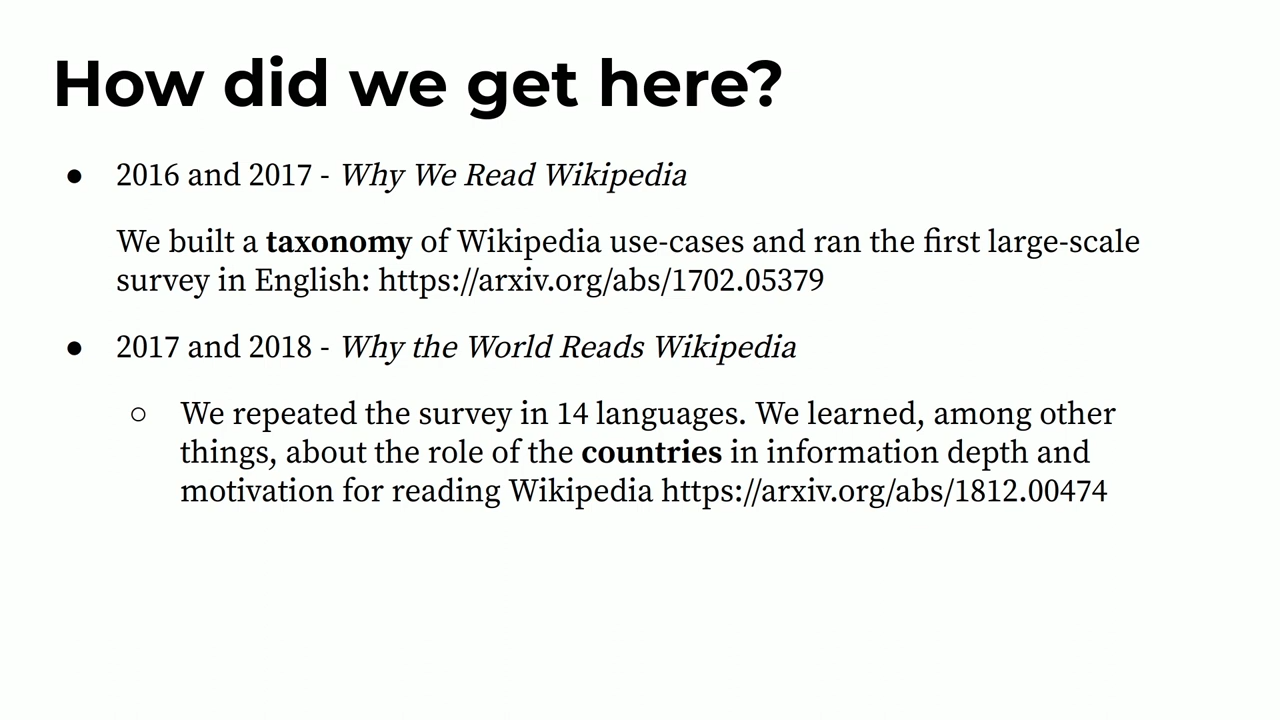 How did we get here?
● 2016 and 2017 - Why We Read Wikipedia
We built a taxonomy of Wikipedia use-cases and ran the first large-scale
survey in English: https://arxiv.org/abs/1702.05379
● 2017 and 2018 - Why the World Reads Wikipedia
○ We repeated the survey in 14 languages. We learned, among other
things, about the role of the countries in information depth and
motivation for reading Wikipedia https://arxiv.org/abs/1812.00474